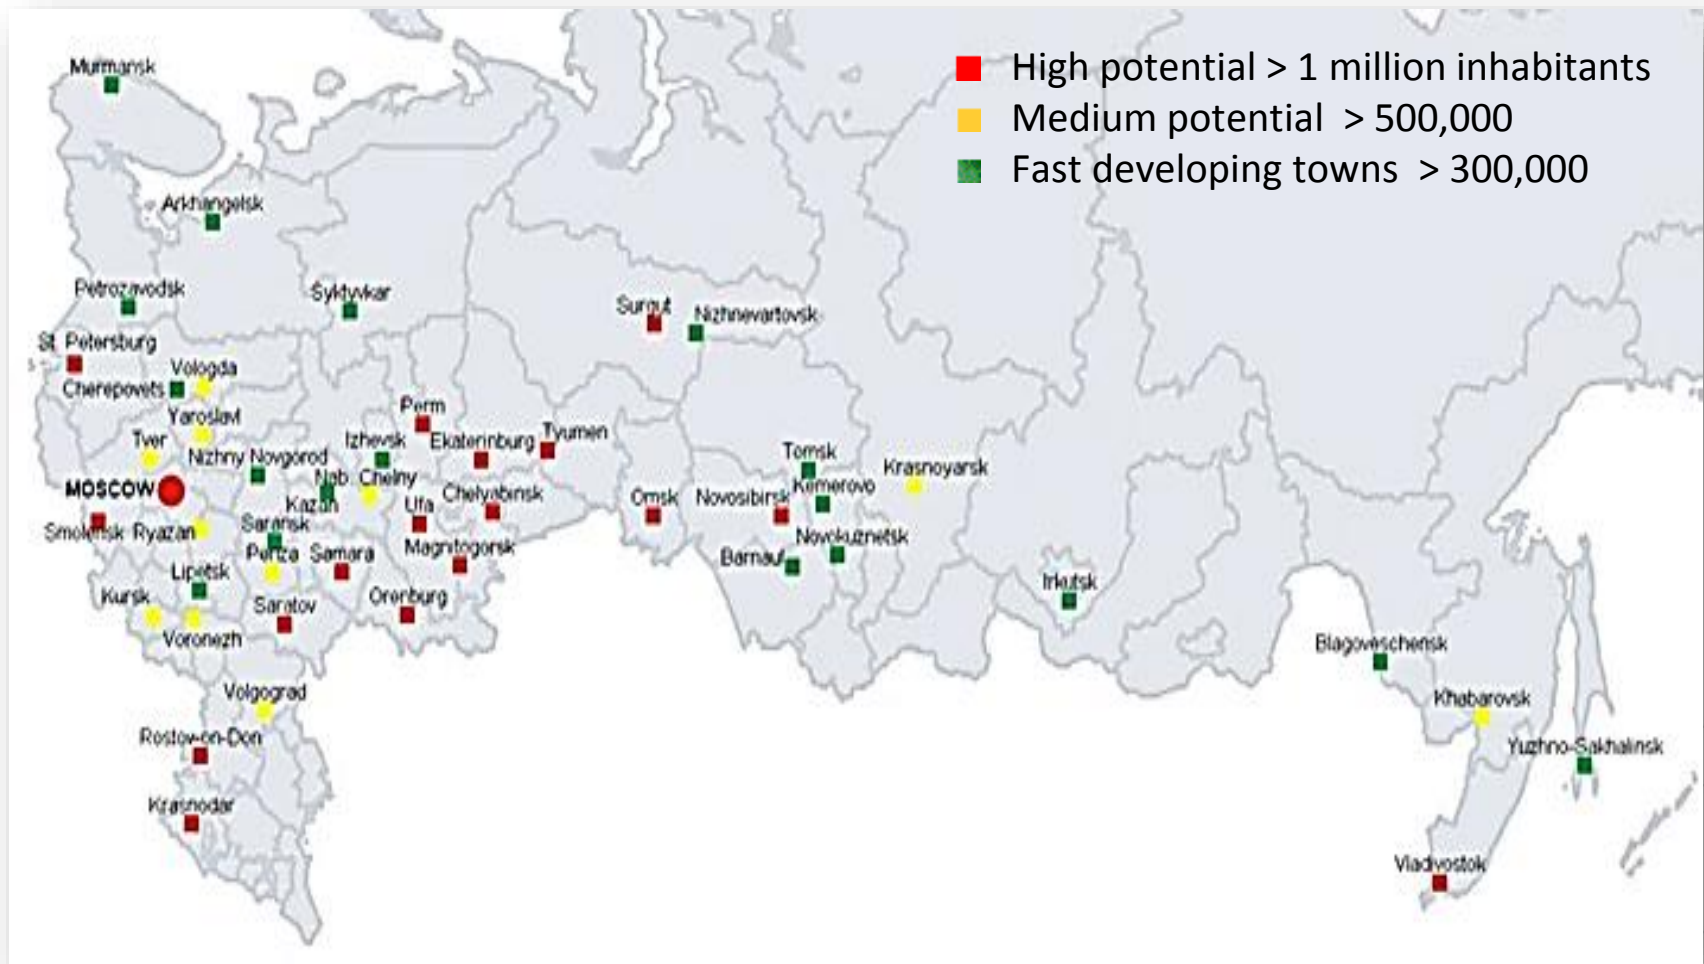 High potential > 1 million inhabitants
Medium potential > 500,000
Fast developing towns > 300,000
Murmansk
Arkhangelsk
Petrozavodsk
Syktyvkar
Surgut
Nizhnevartovsk
St. Petersburg
Vologda
Cherepovets
Yaroslavl
Perm
Tver
Izhevsk
Ekaterinburg
Tyumen
Nizhny Novgorod
Tomsk
Krasnoyarsk
Nab. Chelny
MOSCOW
Kazan
Ufa
Chelyabinsk
Omsk
Novosibirsk
Kemerovo
Smolensk
Ryazan
Saransk
Novokuznetsk
Penza
Samara
Magnitogorsk
Barnaul
Lipetsk
Irkutsk
Kursk
Saratov
Orenburg
Voronezh
Blagoveschensk
Volgograd
Khabarovsk
Rostov-on-Don
Yuzhno-Sakhalinsk
Krasnodar
Vladivostok